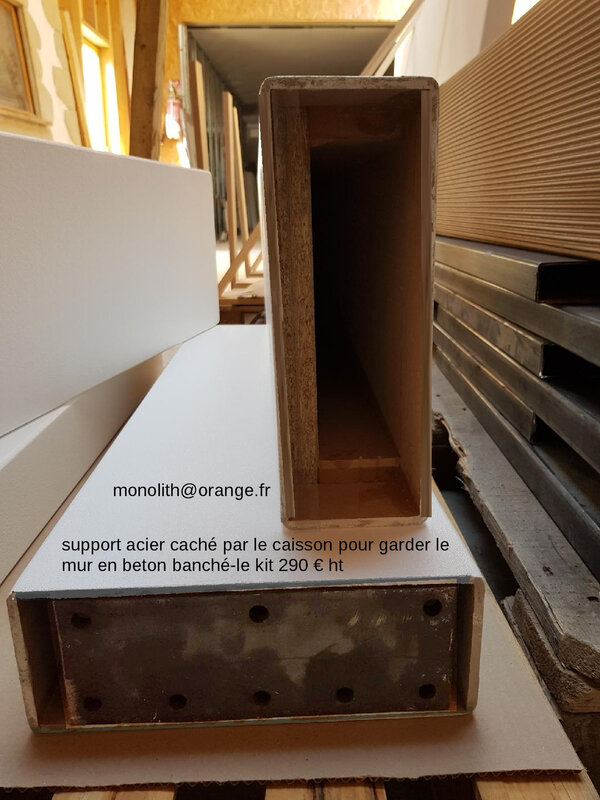 monolith@orange.fr
support acier caché par le caisson pour garder le
mur en beton banché-le kit 290 € ht